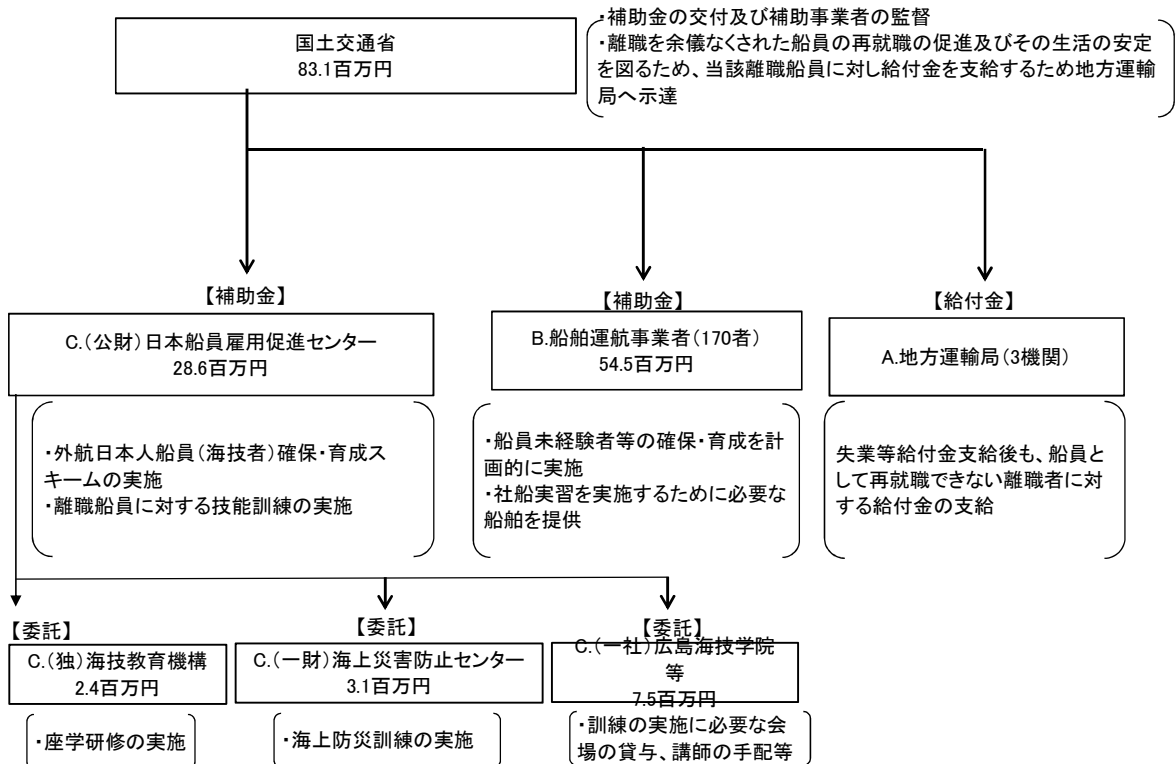 国土交通省
83.1百万円
・補助金の交付及び補助事業者の監督
・離職を余儀なくされた船員の再就職の促進及びその生活の安定
を図るため、当該離職船員に対し給付金を支給するため地方運輸
局へ示達
【補助金】
C.(公財)日本船員雇用促進センター
28.6百万円
・外航日本人船員(海技者)確保・育成ス
キームの実施
・離職船員に対する技能訓練の実施
【補助金】
B.船舶運航事業者(170者)
54.5百万円
・船員未経験者等の確保・育成を計
画的に実施
・社船実習を実施するために必要な
船舶を提供
【給付金】
A.地方運輸局(3機関)
失業等給付金支給後も、船員と
して再就職できない離職者に対
する給付金の支給
【委託】
C.(独)海技教育機構
2.4百万円
・座学研修の実施
【委託】
C.(一財)海上災害防止センター
3.1百万円
・海上防災訓練の実施
【委託】
C.(一社)広島海技学院
等
7.5百万円
・訓練の実施に必要な会
場の貸与、講師の手配等